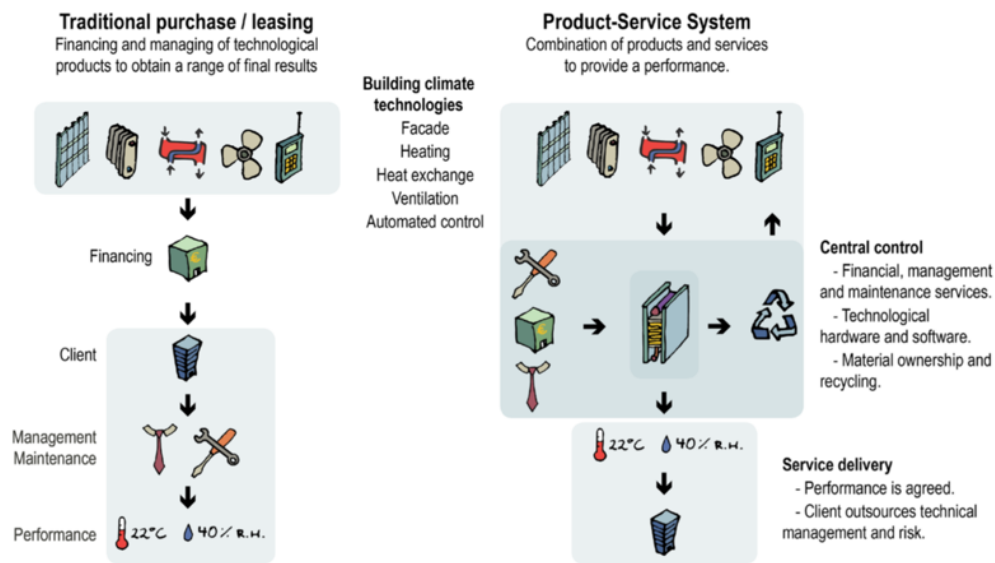 Traditional purchase / leasing
Financing and managing of technological
products to obtain a range of final results
Product-Service System
Combination of products and services
to provide a performance.
Building climate
technologies
Facade
Heating
Heat exchange
Ventilation
Automated control
Financing
Client
Management
Maintenance
Performance
22°C 40% R.H.
Central control
- Financial, management
and maintenance services.
- Technological
hardware and software.
- Material ownership and
recycling.
22°C 40% R.H.
Service delivery
- Performance is agreed.
- Client outsources technical
management and risk.